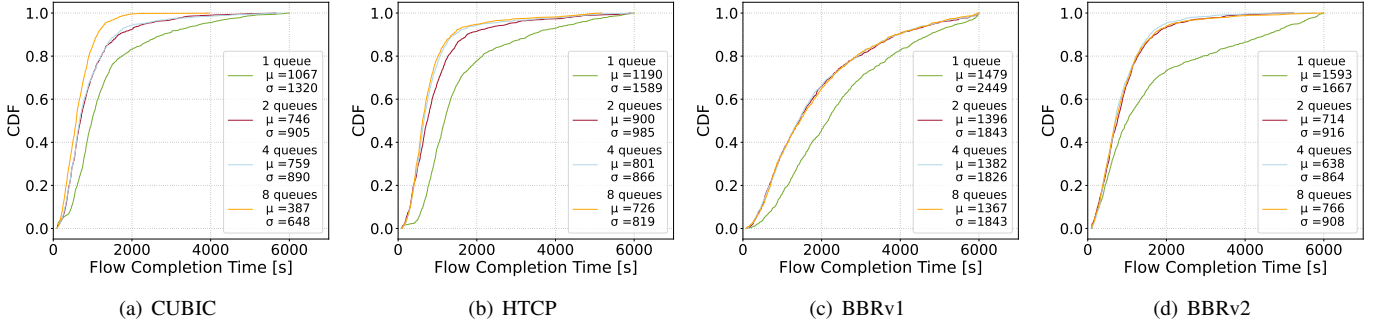 CDF
1.0
0.8
0.6
0.4
0.2
0.0
0
2000
4000
6000
Flow Completion Time [s]
1 queue
μ =1067
σ =1320
2 queues
μ =746
σ =905
4 queues
μ =759
σ =890
8 queues
μ =387
σ =648
(a) CUBIC
CDF
1.0
0.8
0.6
0.4
0.2
0.0
0
2000
4000
6000
Flow Completion Time [s]
1 queue
μ =1190
σ =1589
2 queues
μ =900
σ =985
4 queues
μ =801
σ =866
8 queues
μ =726
σ =819
(b) HTCP
CDF
1.0
0.8
0.6
0.4
0.2
0.0
0
2000
4000
6000
Flow Completion Time [s]
1 queue
μ =1479
σ =2449
2 queues
μ =1396
σ =1843
4 queues
μ =1382
σ =1826
8 queues
μ =1367
σ =1843
(c) BBRv1
CDF
1.0
0.8
0.6
0.4
0.2
0.0
0
2000
4000
6000
Flow Completion Time [s]
1 queue
μ =1593
σ =1667
2 queues
μ =714
σ =916
4 queues
μ =638
σ =864
8 queues
μ =766
σ =908
(d) BBRv2